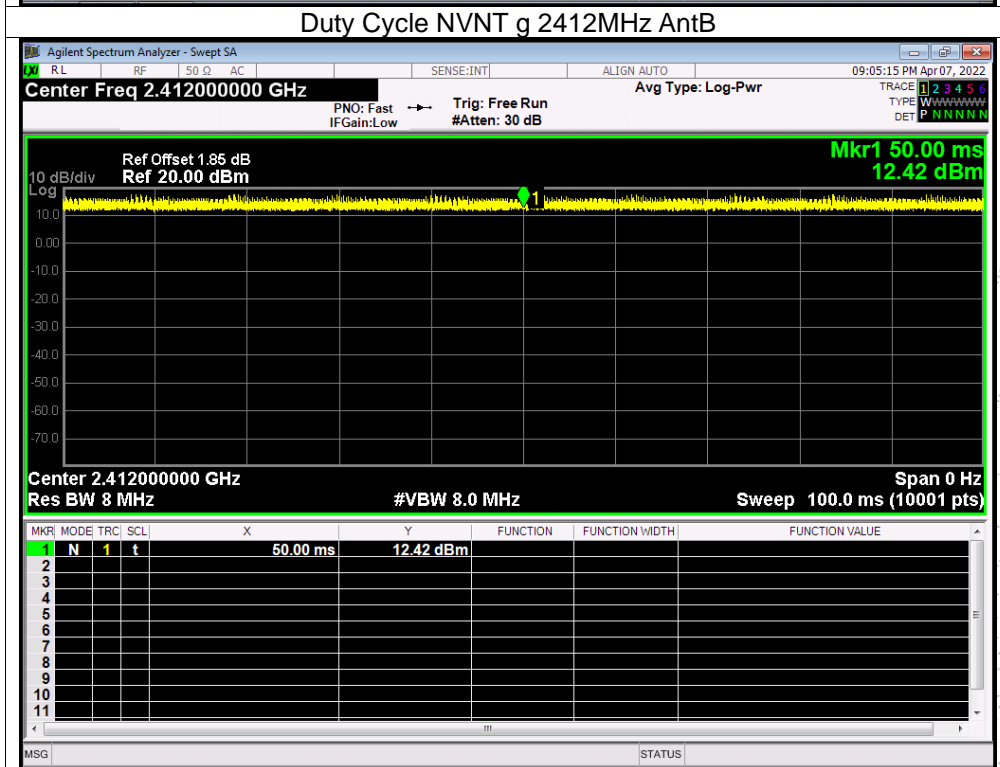 Duty Cycle NVNT g 2412MHz AntB
Agilent Spectrum Analyzer - Swept SA
LXI RL RF 50 Ω AC SENSE:INT ALIGN AUTO 09:05:15 PM Apr 07, 2022
Center Freq 2.412000000 GHz Avg Type: Log-Pwr TRACE 1 2 3 4 5 6
PNO: Fast Trig: Free Run TYPE WWWWWW
IFGain:Low #Atten: 30 dB DET P N N N N N
Mkr1 50.00 ms
Ref Offset 1.85 dB
10 dB/div Ref 20.00 dBm 12.42 dBm
Log
1
10.0
0.00
-10.0
-20.0
-30.0
-40.0
-50.0
-60.0
-70.0
Center 2.412000000 GHz Span 0 Hz
Res BW 8 MHz #VBW 8.0 MHz Sweep 100.0 ms (10001 pts)
MKR MODE TRC SCL X Y FUNCTION FUNCTION WIDTH FUNCTION VALUE
1 N 1 t 50.00 ms 12.42 dBm
2
3
4
5
6
7
8
9
10
11
MSG STATUS